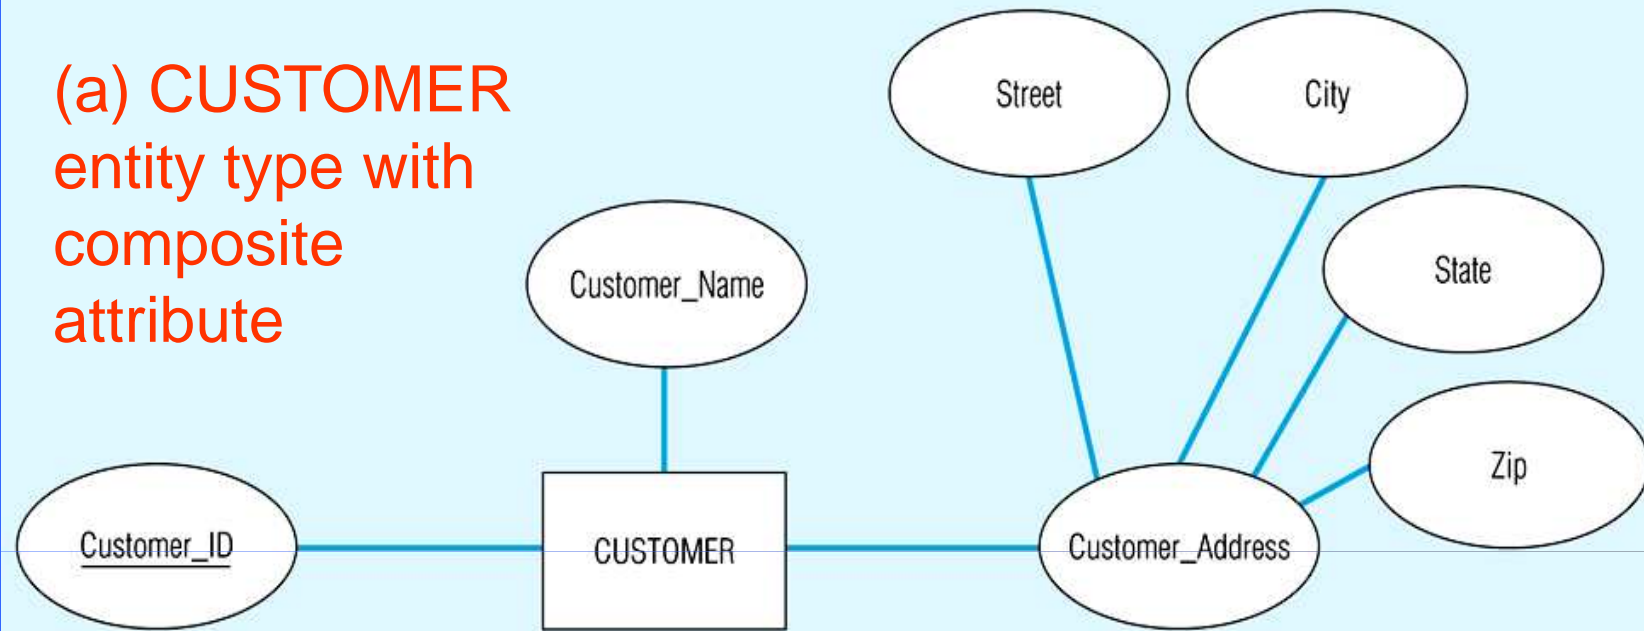 (a) CUSTOMER
entity type with
composite
attribute
Street
City
State
Zip
Customer_Name
Customer_ID
CUSTOMER
Customer_Address